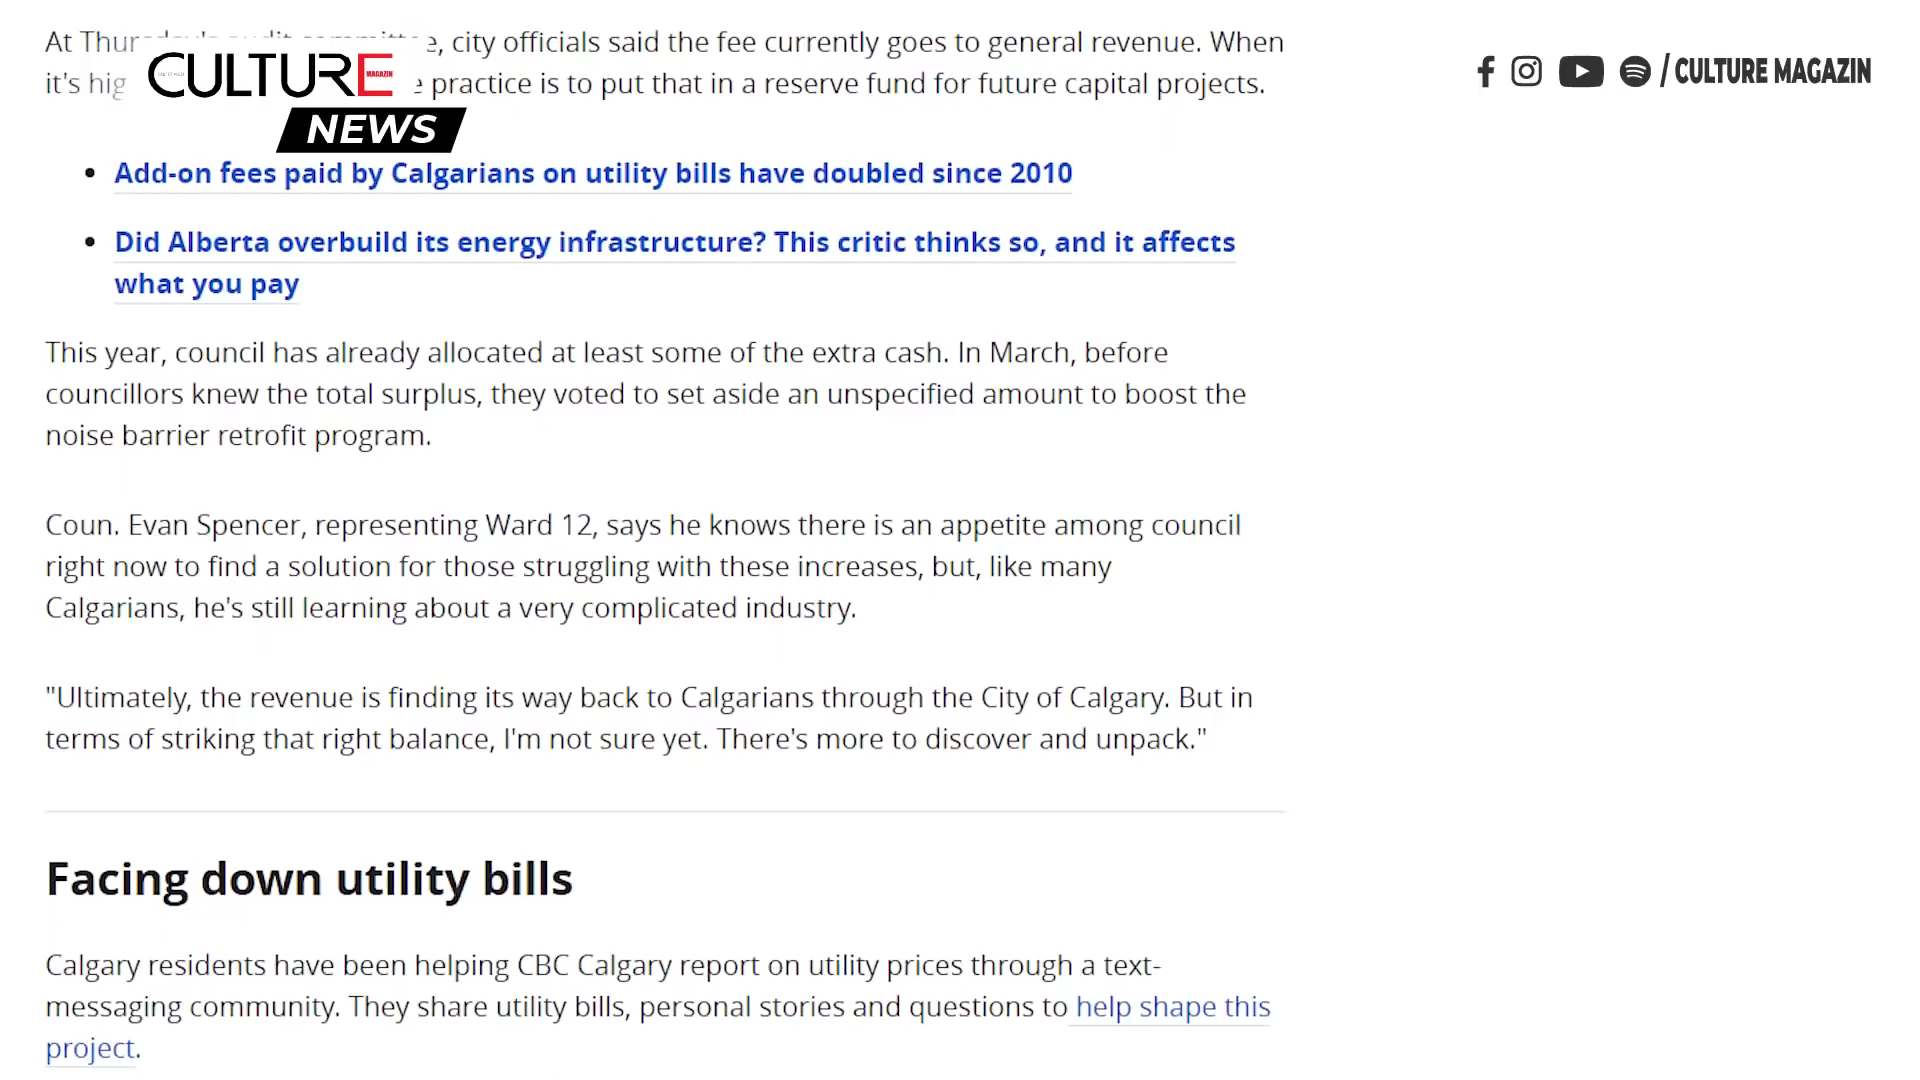 At Thursday's audit committee, city officials said the fee currently goes to general revenue. When
it's hig
practice is to put that in a reserve fund for future capital projects.
CULTURE
MAGAZIN
NEWS
/ CULTURE MAGAZIN
• Add-on fees paid by Calgarians on utility bills have doubled since 2010
• Did Alberta overbuild its energy infrastructure? This critic thinks so, and it affects
what you pay
This year, council has already allocated at least some of the extra cash. In March, before
councillors knew the total surplus, they voted to set aside an unspecified amount to boost the
noise barrier retrofit program.
Coun. Evan Spencer, representing Ward 12, says he knows there is an appetite among council
right now to find a solution for those struggling with these increases, but, like many
Calgarians, he's still learning about a very complicated industry.
"Ultimately, the revenue is finding its way back to Calgarians through the City of Calgary. But in
terms of striking that right balance, I'm not sure yet. There's more to discover and unpack."
Facing down utility bills
Calgary residents have been helping CBC Calgary report on utility prices through a text-
messaging community. They share utility bills, personal stories and questions to help shape this
project.